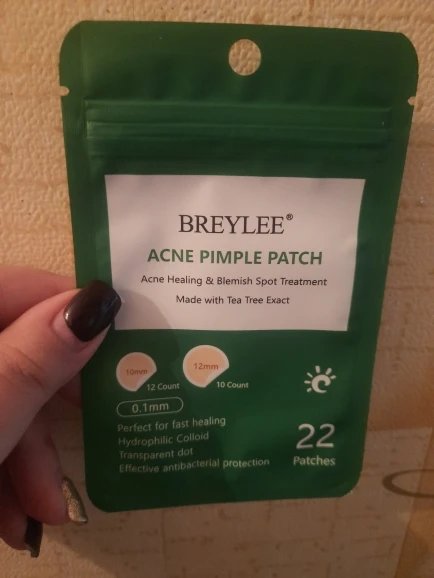 BREYLEE®
ACNE PIMPLE PATCH
Acne Healing & Blemish Spot Treatment
Made with Tea Tree Exact
10mm
12 Count
12mm
10 Count
0.1mm
Perfect for fast healing
Hydrophilic Colloid
Transparent dot
Effective antibacterial protection
22
Patches